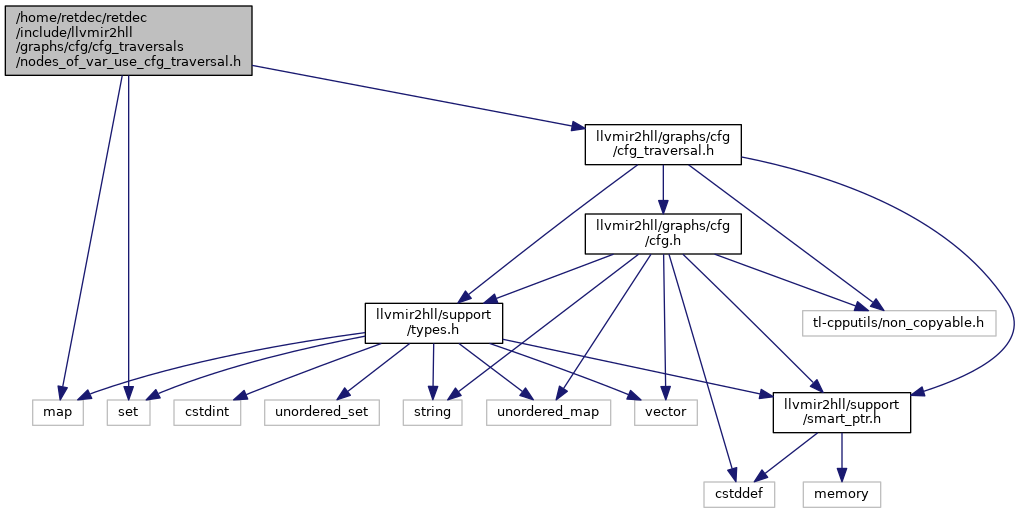 /home/retdec/retdec
/include/llvmir2hll
/graphs/cfg/cfg_traversals
/nodes_of_var_use_cfg_traversal.h
llvmir2hll/graphs/cfg
/cfg_traversal.h
llvmir2hll/graphs/cfg
/cfg.h
llvmir2hll/support
/types.h
tl-cpputils/non_copyable.h
map
set
cstdint
unordered_set
string
unordered_map
vector
llvmir2hll/support
/smart_ptr.h
cstddef
memory